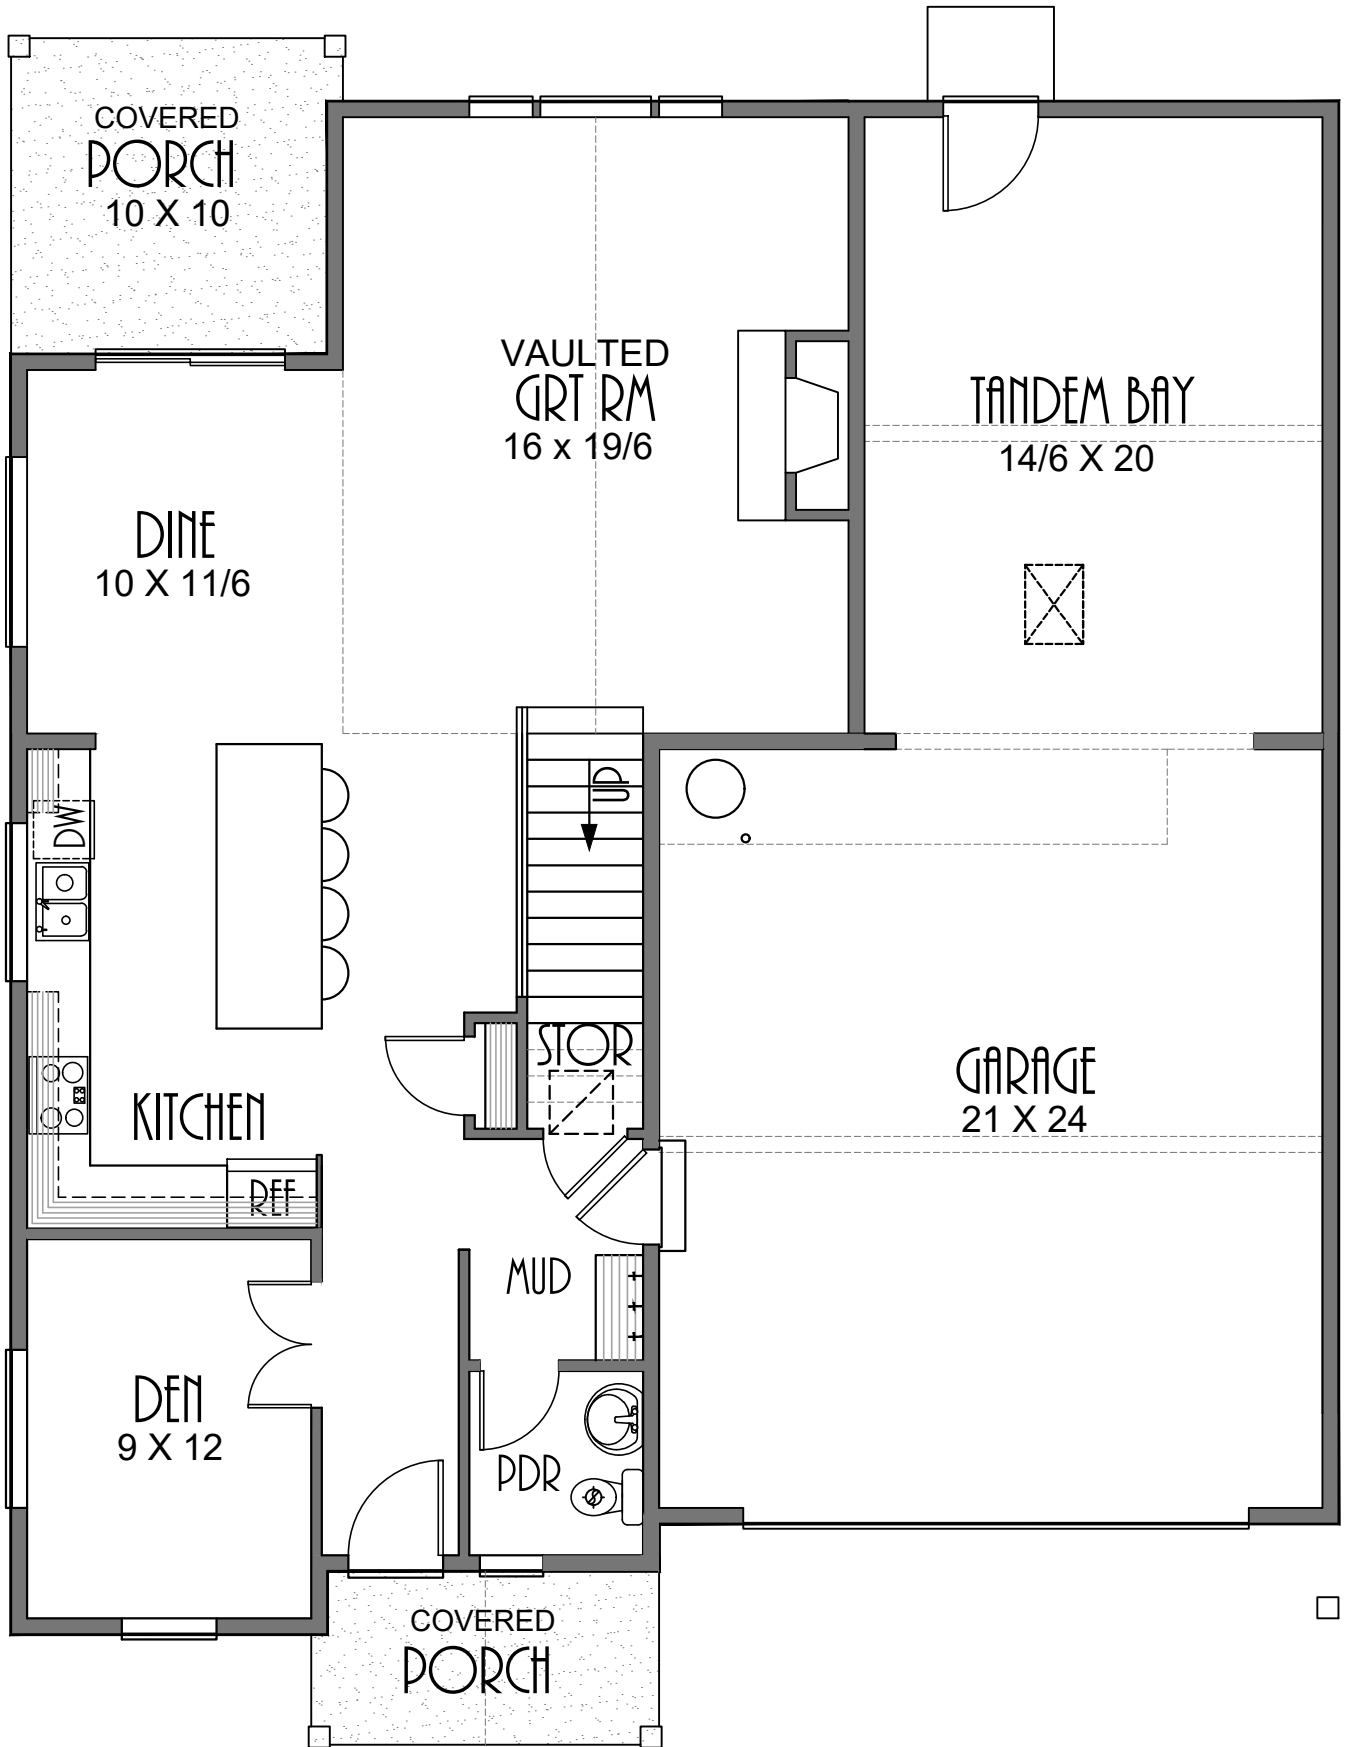 COVERED
PORCH
10 X 10
VAULTED
GRT RM
16 x 19/6
TANDEM BAY
14/6 X 20
DINE
10 X 11/6
UP
DW
STOR
KITCHEN
REF
GARAGE
21 X 24
MUD
DEN
9 X 12
PDR
COVERED
PORCH